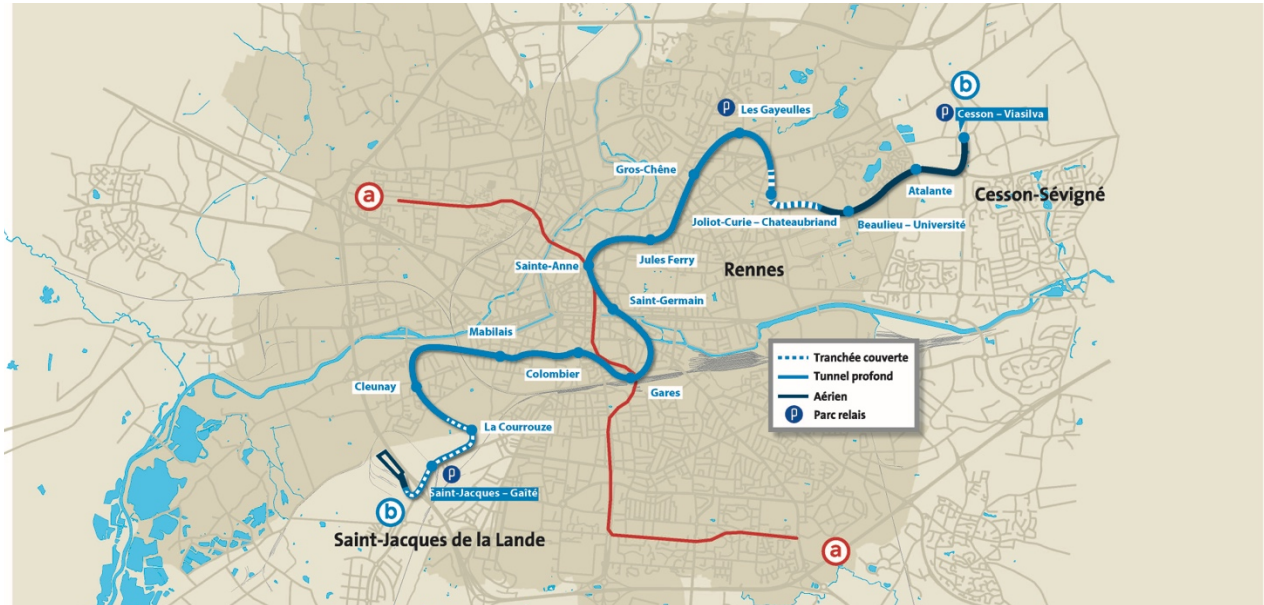 b
P
Cesson – Viasilva
P
Les Gayeulles
Gros-Chêne
Atalante
Cesson-Sévigné
a
Joliot-Curie – Chateaubriand
Beaulieu – Université
Jules Ferry
Sainte-Anne
Rennes
Saint-Germain
Mabilais
Colombier
Cleunay
Gares
Tranchée couverte
Tunnel profond
Aérien
P
Parc relais
La Courrouze
P
Saint-Jacques – Gaîté
b
Saint-Jacques de la Lande
a